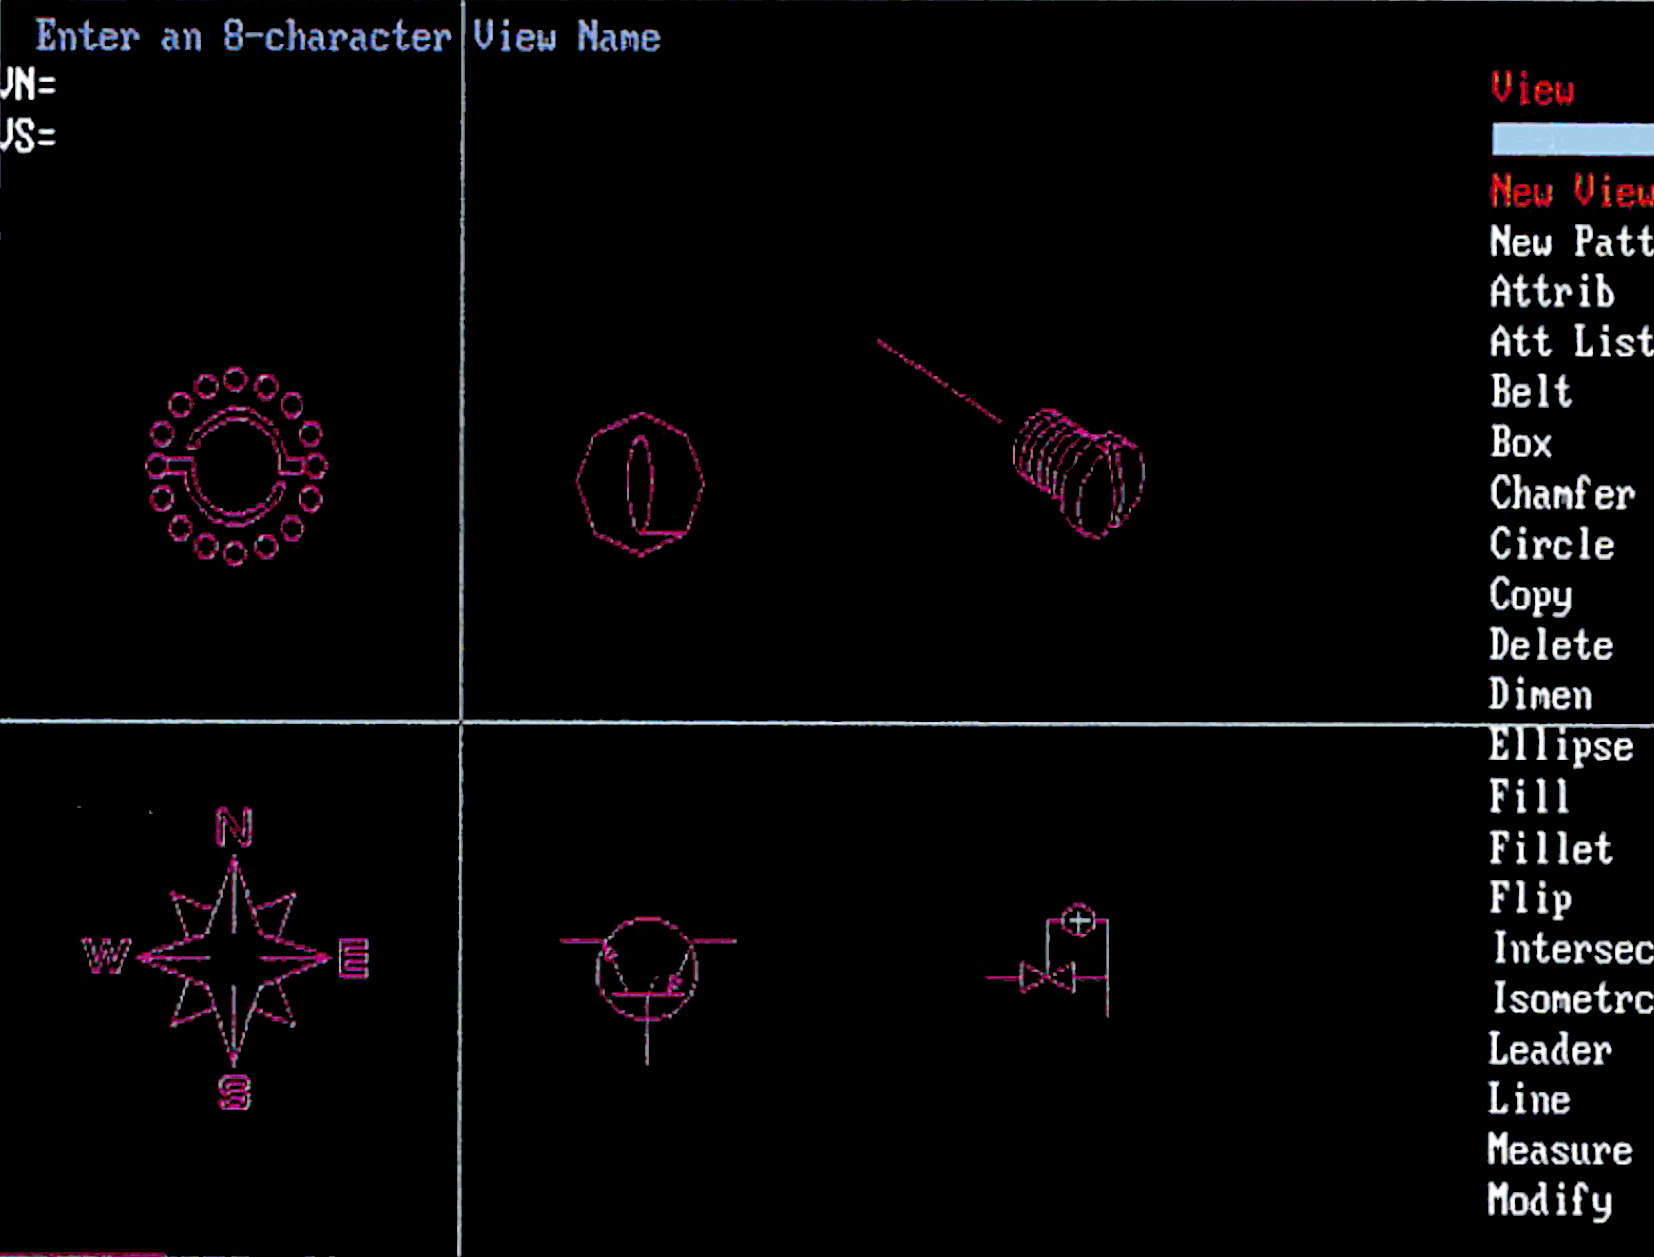 Enter an 8-character View Name
VN=
VS=
View
New View
New Patt
Attrib
Att List
Belt
Box
Chamfer
Circle
Copy
Delete
Dimen
Ellipse
Fill
Fillet
Flip
Intersec
Isometrc
Leader
Line
Measure
Modify
N
W E
S